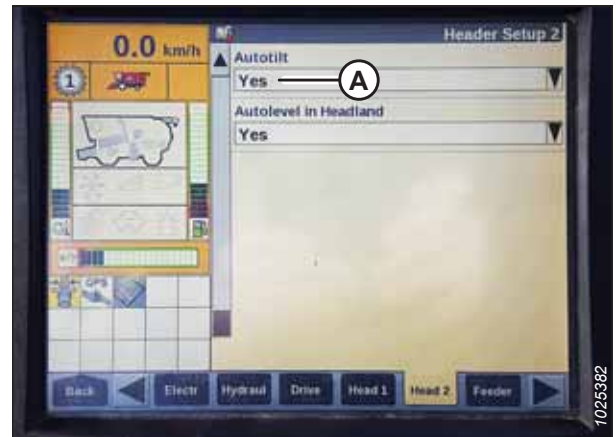 0.0 km/h
Header Setup 2
Autotilt
Yes
A
Autolevel in Headland
Yes
1
GPS
Back
Electr
Hydraul
Drive
Head 1
Head 2
Feeder
1025382